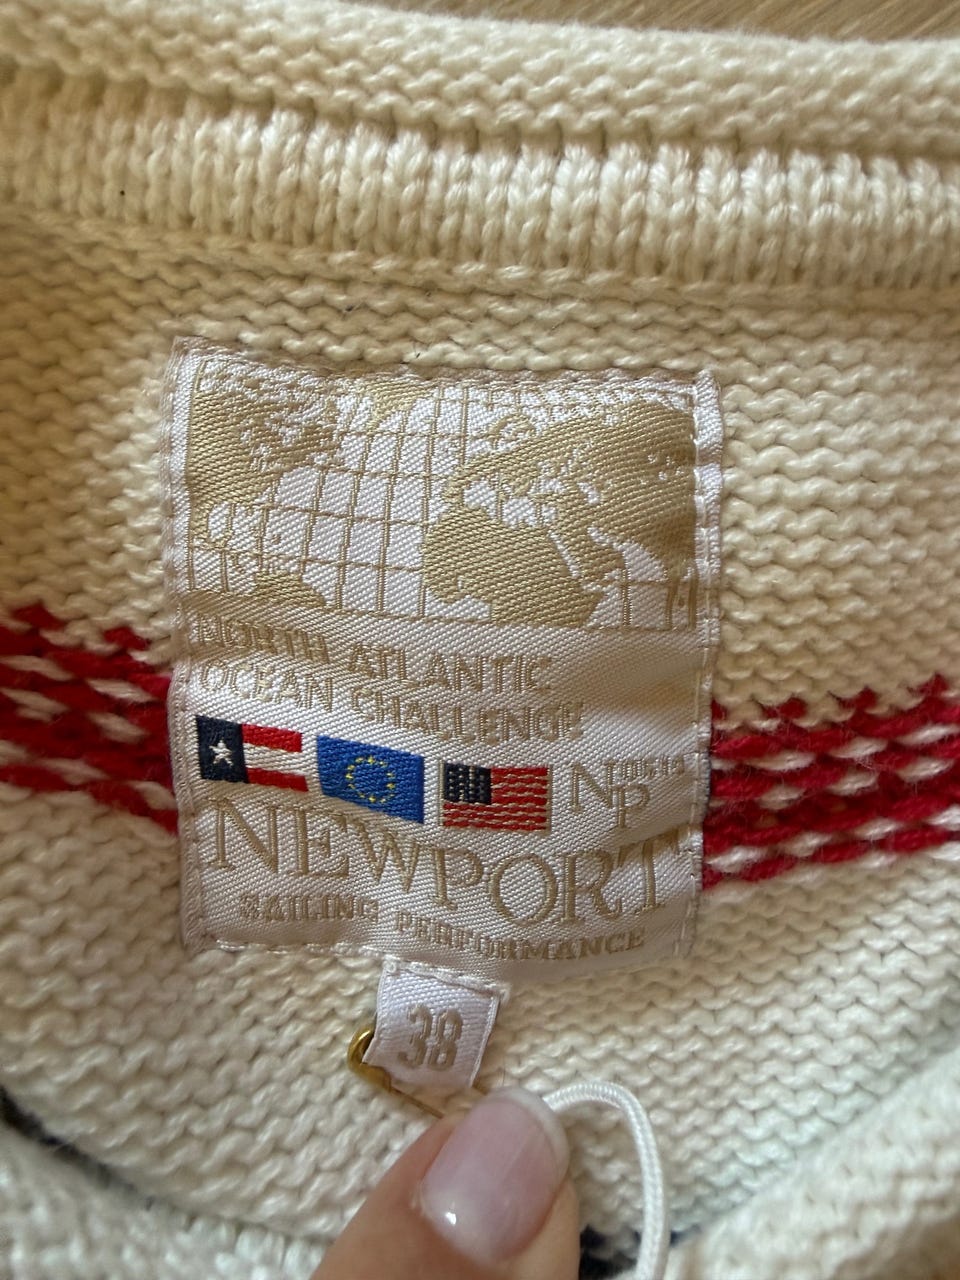 NORTH ATLANTIC
OCEAN CHALLENGE
NP
NEWPORT
SAILING PERFORMANCE
38